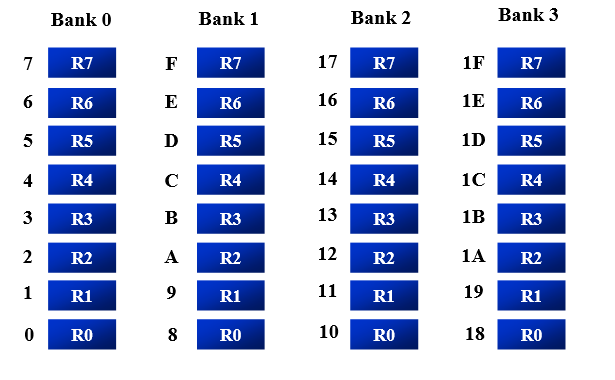 Bank 0 Bank 1 Bank 2 Bank 3
7 R7 F R7 17 R7 1F R7
6 R6 E R6 16 R6 1E R6
5 R5 D R5 15 R5 1D R5
4 R4 C R4 14 R4 1C R4
3 R3 B R3 13 R3 1B R3
2 R2 A R2 12 R2 1A R2
1 R1 9 R1 11 R1 19 R1
0 R0 8 R0 10 R0 18 R0